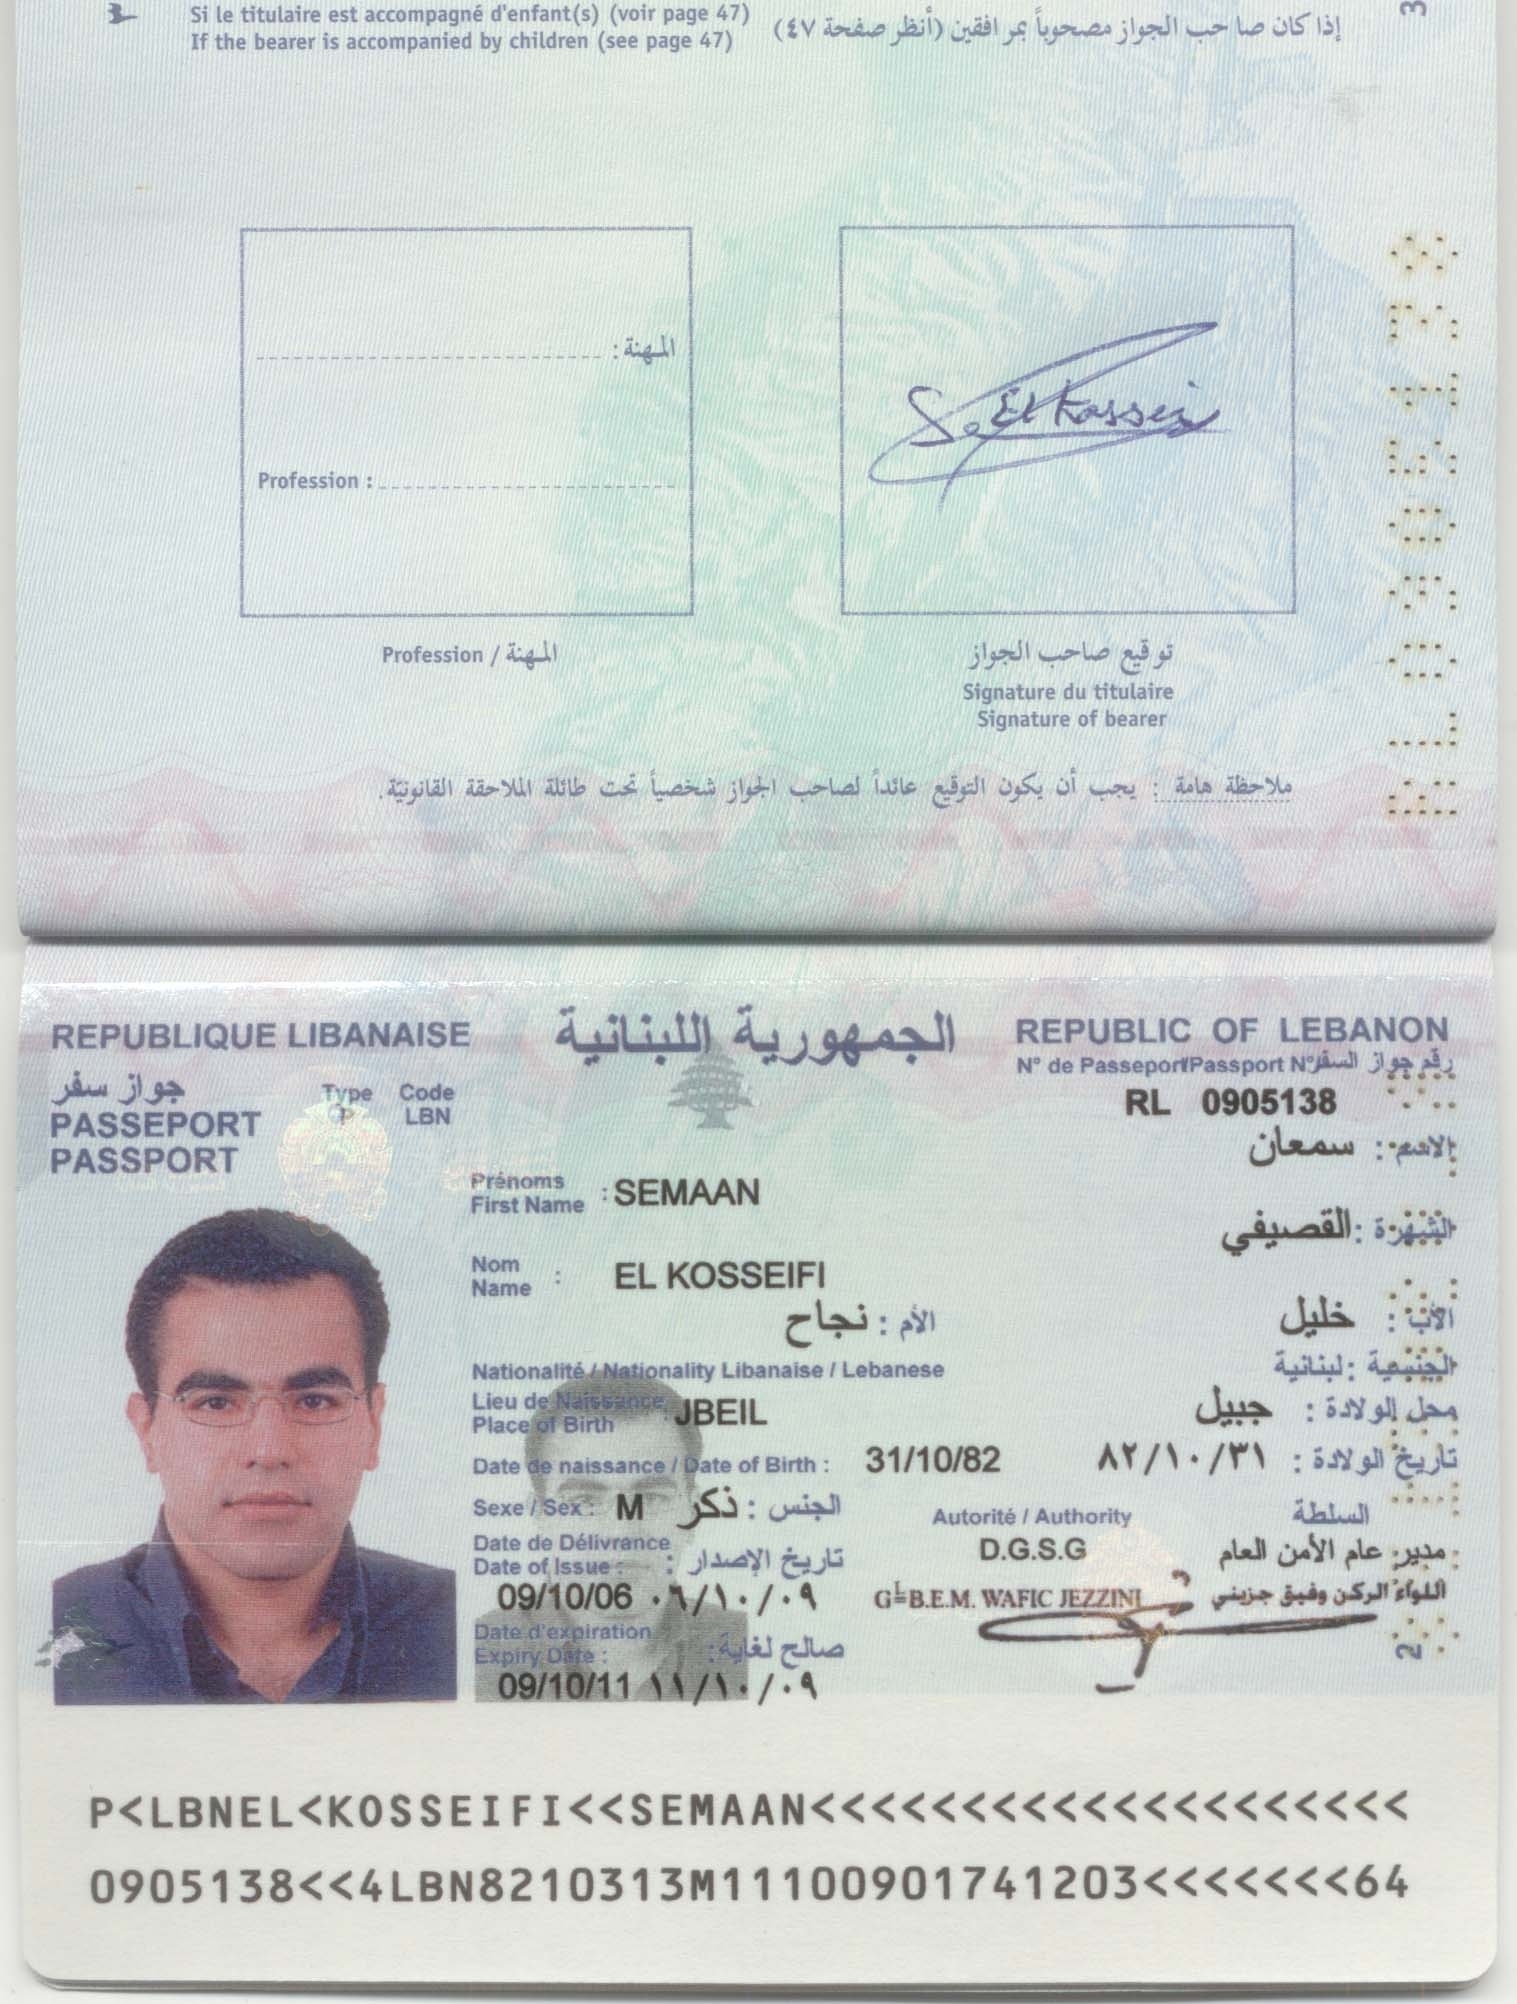 Si le titulaire est accompagné d'enfant(s) (voir page 47)
If the bearer is accompanied by children (see page 47)
إذا كان صاحب الجواز مصحوباً بمرافقين (أنظر صفحة ٤٧)
3
المهنة :
Profession :
S. El Kosseifi
المهنة / Profession
توقيع صاحب الجواز
Signature du titulaire
Signature of bearer
ملاحظة هامة : يجب أن يكون التوقيع عائداً لصاحب الجواز شخصياً تحت طائلة الملاحقة القانونيّة.
REPUBLIQUE LIBANAISE الجمهورية اللبنانية REPUBLIC OF LEBANON
N° de Passeport/Passport N° رقم جواز السفر
جواز سفر Type Code
RL 0905138
PASSEPORT P LBN
PASSPORT
الاسم: سمعان
Prénoms
First Name : SEMAAN
الشهرة : القصيفي
Nom
Name : EL KOSSEIFI
الأب : خليل
الأم : نجاح
Nationalité / Nationality Libanaise / Lebanese
الجنسية : لبنانية
Lieu de Naissance
Place of Birth : JBEIL
محل الولادة : جبيل
Date de naissance / Date of Birth : 31/10/82
تاريخ الولادة : ٨٢/١٠/٣١
Sexe / Sex : M الجنس : ذكر
Autorité / Authority السلطة
Date de Délivrance
Date of Issue : تاريخ الإصدار :
D.G.S.G مدير عام الأمن العام
09/10/06 ٠٦/١٠/٠٩
GL B.E.M. WAFIC JEZZINI اللواء الركن وفيق جزيني
Date d'expiration
Expiry Date : صالح لغاية:
2
09/10/11 ١١/١٠/٠٩
P<LBNEL<KOSSEIFI<<SEMAAN<<<<<<<<<<<<<<<<<<<<
0905138<<4LBN8210313M11100901741203<<<<<<<64